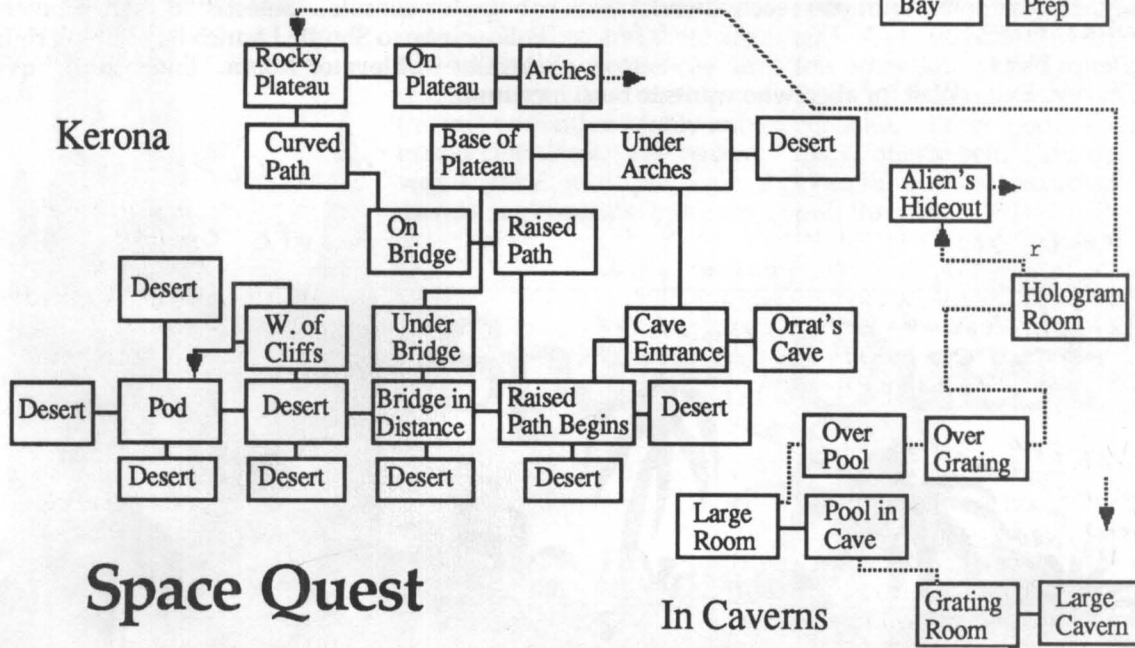 Bay
Prep
Rocky
Plateau
On
Plateau
Arches
Kerona
Curved
Path
Base of
Plateau
Under
Arches
Desert
Alien's
Hideout
On
Bridge
Raised
Path
r
Desert
Hologram
Room
W. of
Cliffs
Under
Bridge
Cave
Entrance
Orrat's
Cave
Desert
Pod
Desert
Bridge in
Distance
Raised
Path Begins
Desert
Over
Pool
Over
Grating
Desert
Desert
Desert
Desert
Large
Room
Pool in
Cave
Space Quest
In Caverns
Grating
Room
Large
Cavern